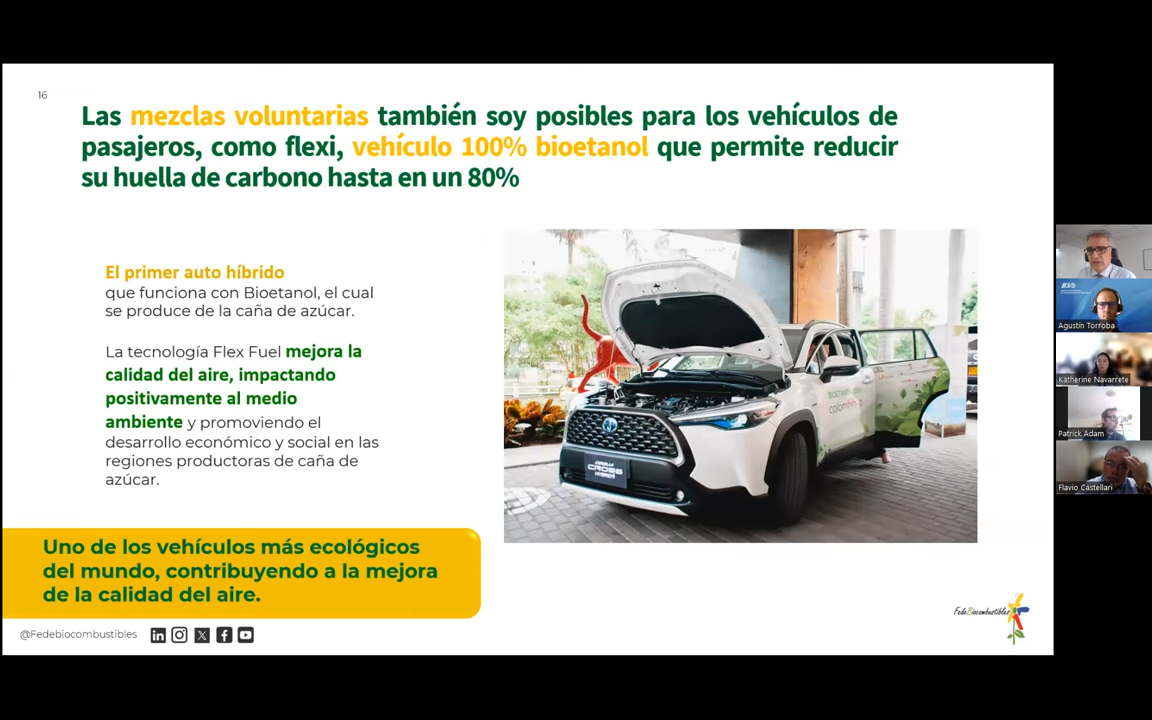 16
Las mezclas voluntarias también soy posibles para los vehículos de
pasajeros, como flexi, vehículo 100% bioetanol que permite reducir
su huella de carbono hasta en un 80%
El primer auto híbrido
que funciona con Bioetanol, el cual
se produce de la caña de azúcar.
La tecnología Flex Fuel mejora la
calidad del aire, impactando
positivamente al medio
ambiente y promoviendo el
desarrollo económico y social en las
regiones productoras de caña de
azúcar.
COROLLA
CROSS
HYBRID
Uno de los vehículos más ecológicos
del mundo, contribuyendo a la mejora
de la calidad del aire.
@Fedebiocombustibles
FedeBiocombustibles
Agustín Torroba
Katherine Navarrete
Patrick Adam
Flavio Castellari